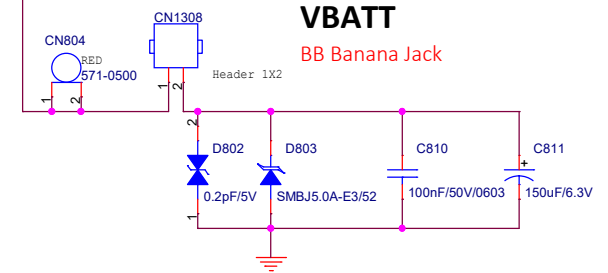 VBATT
BB Banana Jack
CN1308
CN804
RED
571-0500
Header 1X2
1
2
1
2
2
D802
D803
C810
C811
+
0.2pF/5V
SMBJ5.0A-E3/52
100nF/50V/0603
150uF/6.3V
1